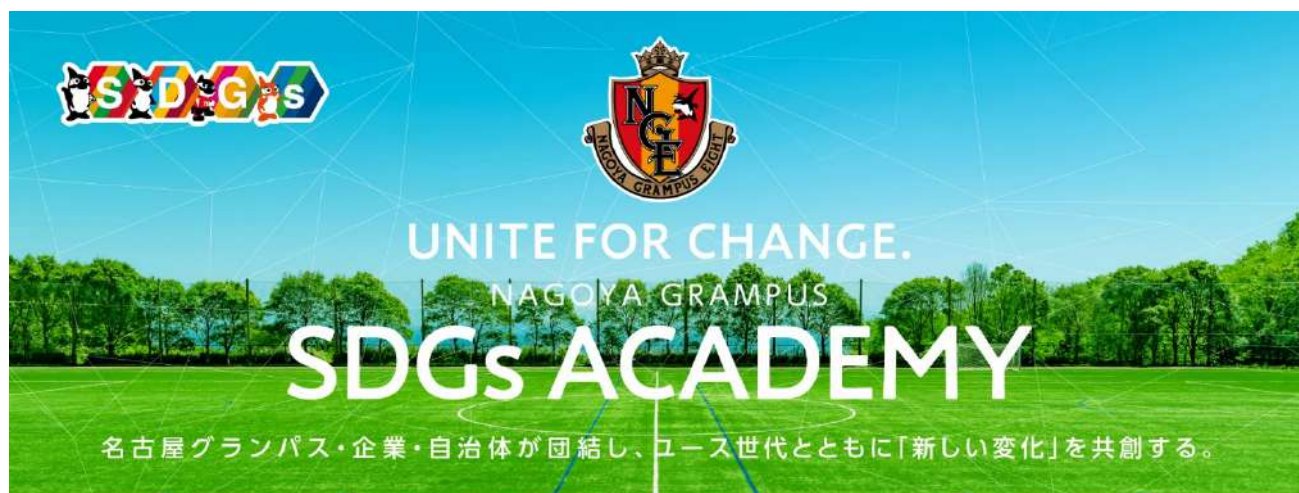 SDGs
NGE
NAGOYA GRAMPUS EIGHT
UNITE FOR CHANGE.
NAGOYA GRAMPUS
SDGs ACADEMY
名古屋グランパス・企業・自治体が団結し、ユース世代とともに「新しい変化」を共創する。